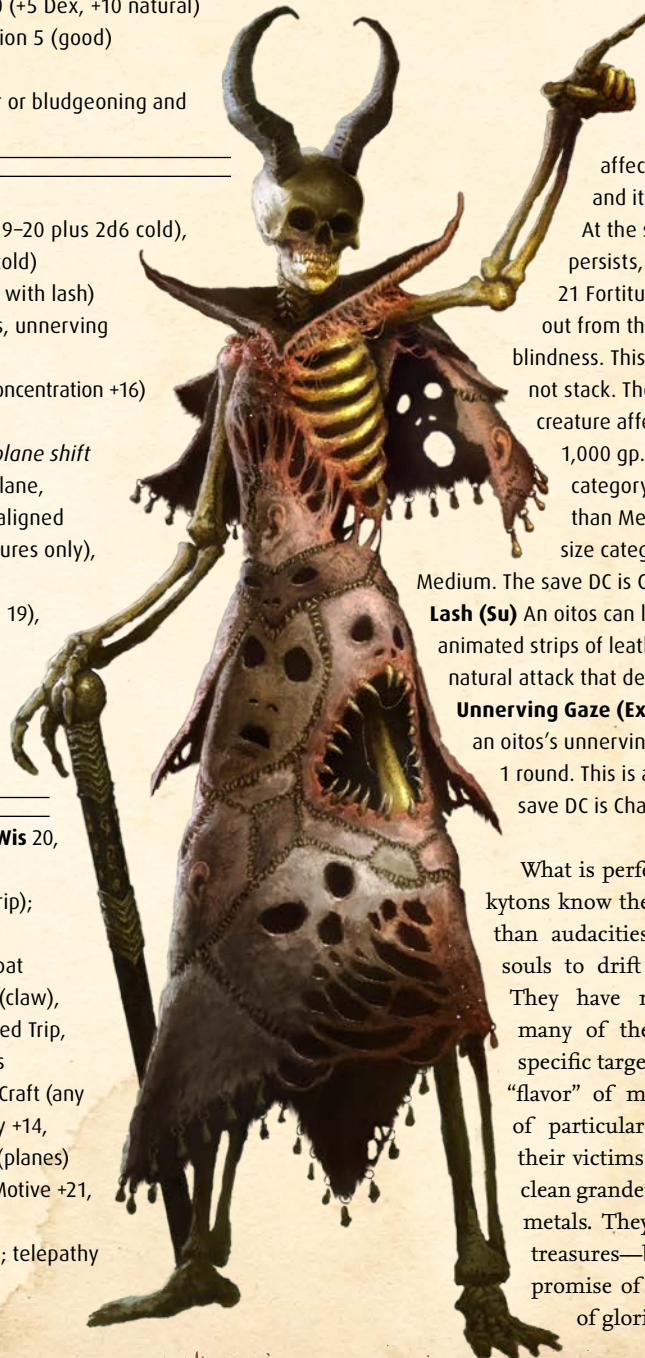 (+5 Dex, +10 natural)
ion 5 (good)
r or bludgeoning and
9–20 plus 2d6 cold),
cold)
with lash)
s, unnerving
oncentration +16)
plane shift
lane,
aligned
ures only),
19),
Wis 20,
rip);
oat
(claw),
ed Trip,
s
Craft (any
y +14,
(planes)
Motive +21,
; telepathy
affec
and it
At the s
persists,
21 Fortitu
out from th
blindness. This
not stack. The
creature affe
1,000 gp.
category
than Me
size categ
Medium. The save DC is C
Lash (Su) An oitos can l
animated strips of leath
natural attack that de
Unnerving Gaze (Ex
an oitos's unnervin
1 round. This is a
save DC is Cha
What is perfe
kytons know the
than audacities
souls to drift
They have m
many of the
specific targe
“flavor” of m
of particular
their victims
clean grande
metals. They
treasures—b
promise of
of glori